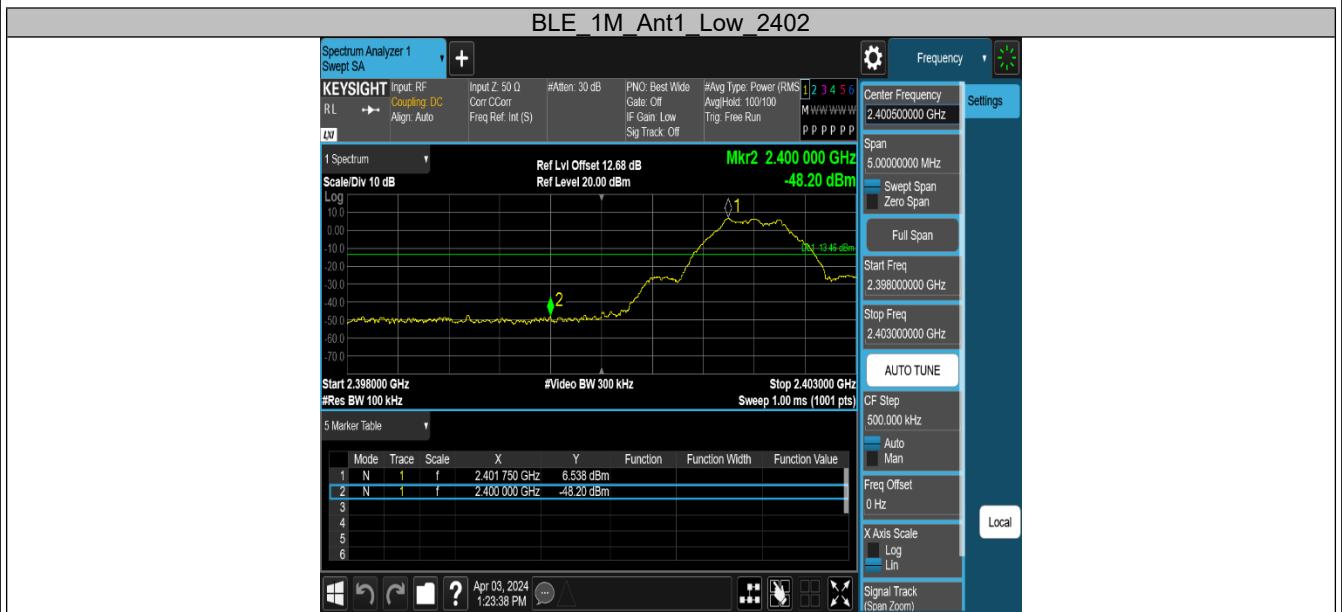 BLE_1M_Ant1_Low_2402
Spectrum Analyzer 1
Swept SA
+
Frequency
KEYSIGHT
RL
LXI
Input: RF
Coupling: DC
Align: Auto
Input Z: 50 Ω
Corr CCorr
Freq Ref: Int (S)
#Atten: 30 dB
PNO: Best Wide
Gate: Off
IF Gain: Low
Sig Track: Off
#Avg Type: Power (RMS
Avg|Hold: 100/100
Trig: Free Run
1 2 3 4 5 6
M W W W W W
P P P P P P
Center Frequency
2.400500000 GHz
Settings
Span
5.00000000 MHz
Swept Span
Zero Span
Full Span
Start Freq
2.398000000 GHz
Stop Freq
2.403000000 GHz
AUTO TUNE
CF Step
500.000 kHz
Auto
Man
Freq Offset
0 Hz
X Axis Scale
Log
Lin
Signal Track
(Span Zoom)
Local
1 Spectrum
Scale/Div 10 dB
Ref Lvl Offset 12.68 dB
Ref Level 20.00 dBm
Mkr2 2.400 000 GHz
-48.20 dBm
Log
10.0
0.00
-10.0
-20.0
-30.0
-40.0
-50.0
-60.0
-70.0
1
2
Start 2.398000 GHz
#Video BW 300 kHz
Stop 2.403000 GHz
#Res BW 100 kHz
Sweep 1.00 ms (1001 pts)
5 Marker Table
Mode Trace Scale X Y Function Function Width Function Value
1 N 1 f 2.401 750 GHz 6.538 dBm
2 N 1 f 2.400 000 GHz -48.20 dBm
3
4
5
6
?
Apr 03, 2024
1:23:38 PM